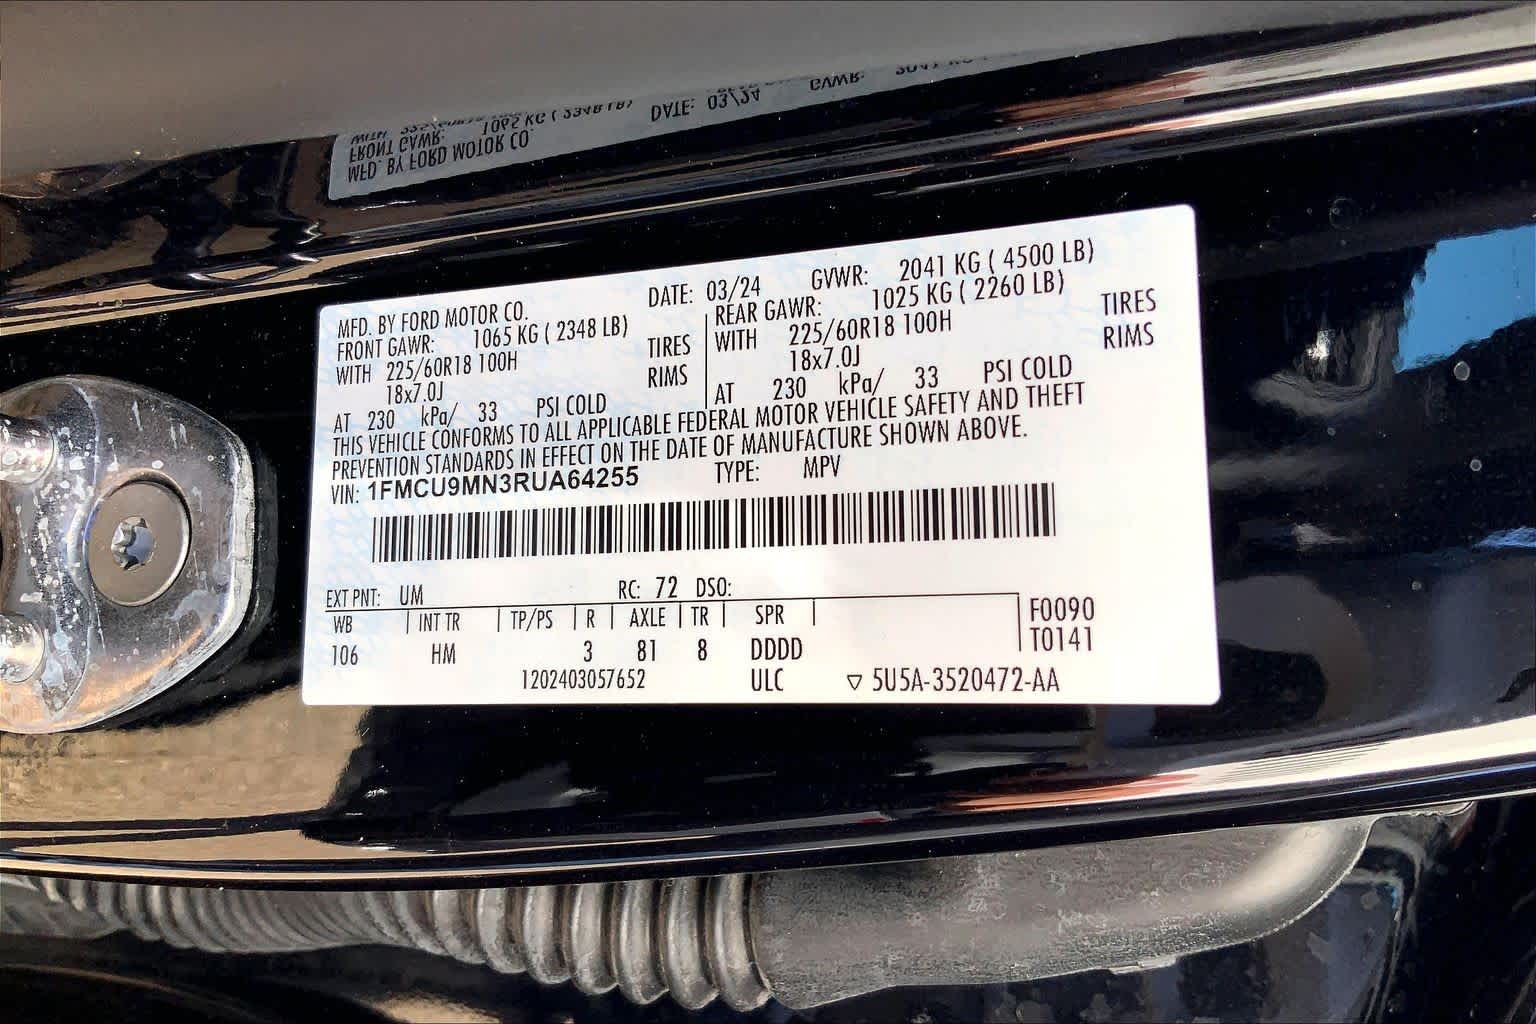 MFD. BY FORD MOTOR CO. DATE: 03/24 GVWR: 2041 KG ( 4500 LB)
FRONT GAWR: 1065 KG ( 2348 LB) REAR GAWR: 1025 KG ( 2260 LB)
WITH 225/60R18 100H TIRES WITH 225/60R18 100H TIRES
18x7.0J RIMS 18x7.0J RIMS
AT 230 kPa/ 33 PSI COLD AT 230 kPa/ 33 PSI COLD
THIS VEHICLE CONFORMS TO ALL APPLICABLE FEDERAL MOTOR VEHICLE SAFETY AND THEFT
PREVENTION STANDARDS IN EFFECT ON THE DATE OF MANUFACTURE SHOWN ABOVE.
VIN: 1FMCU9MN3RUA64255 TYPE: MPV
EXT PNT: UM RC: 72 DSO:
WB INT TR TP/PS R AXLE TR SPR F0090
106 HM 3 81 8 DDDD T0141
1202403057652 ULC ▽ 5U5A-3520472-AA